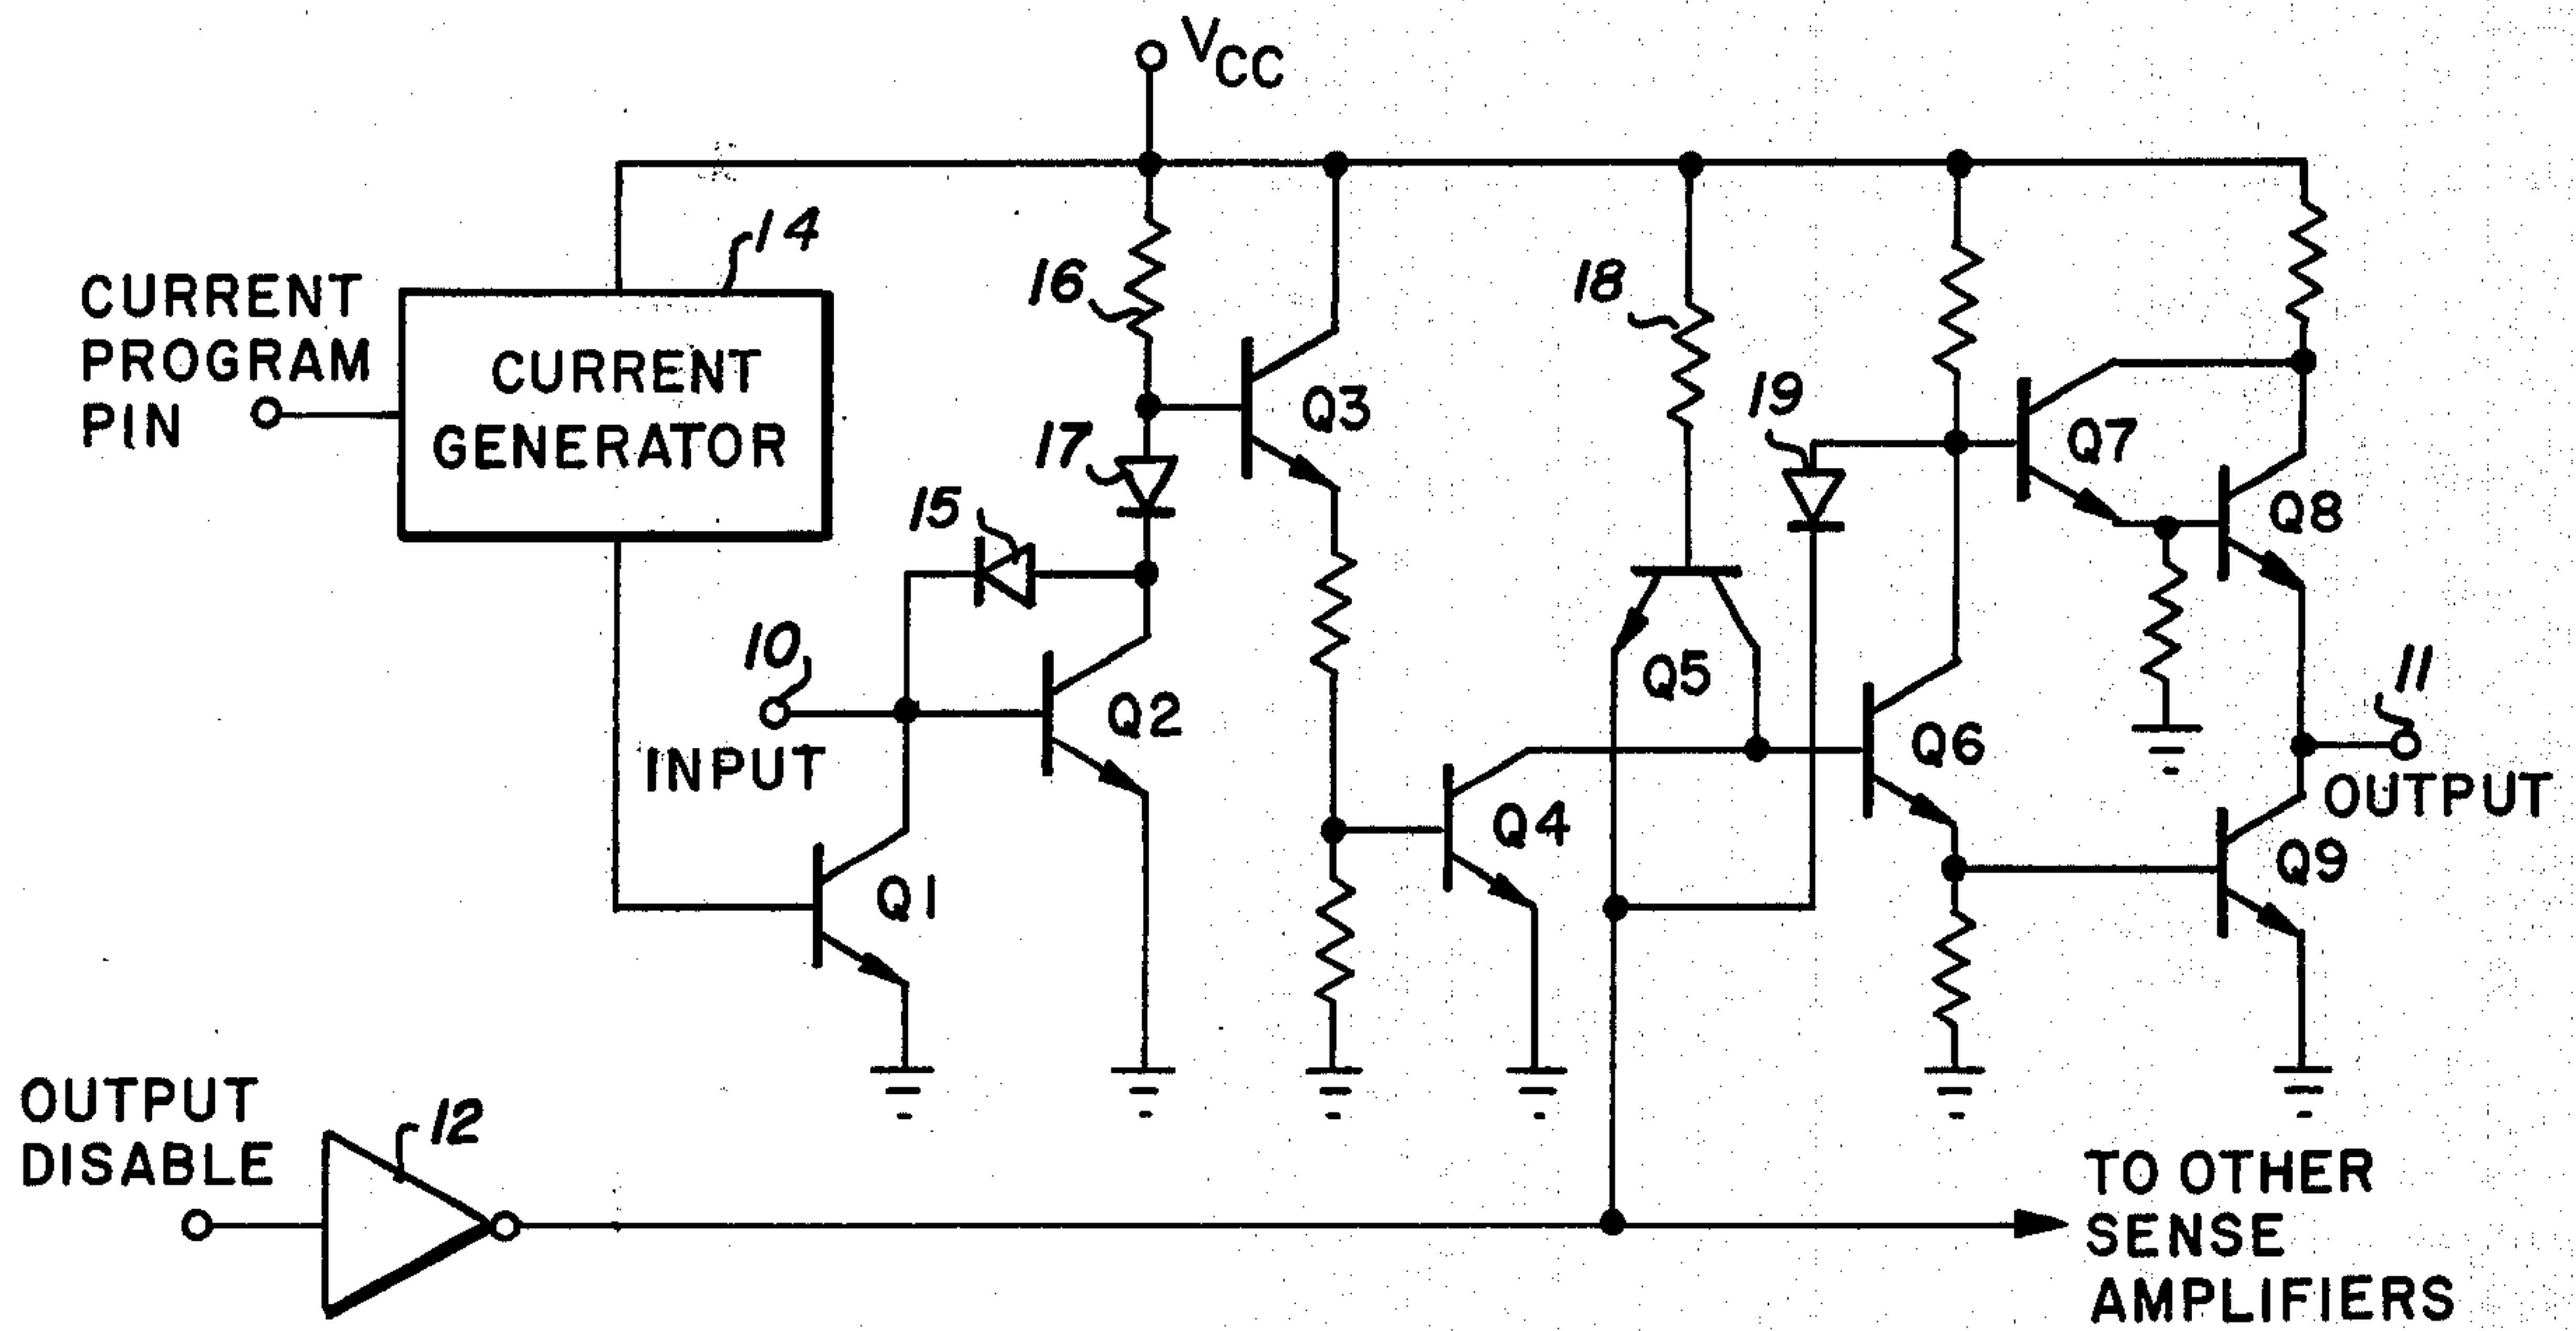 VCC
14
CURRENT
PROGRAM
PIN
CURRENT
GENERATOR
16
17
15
Q3
18
19
Q7
Q8
10
INPUT
Q2
Q5
Q6
11
OUTPUT
Q1
Q4
Q9
OUTPUT
DISABLE
12
TO OTHER
SENSE
AMPLIFIERS